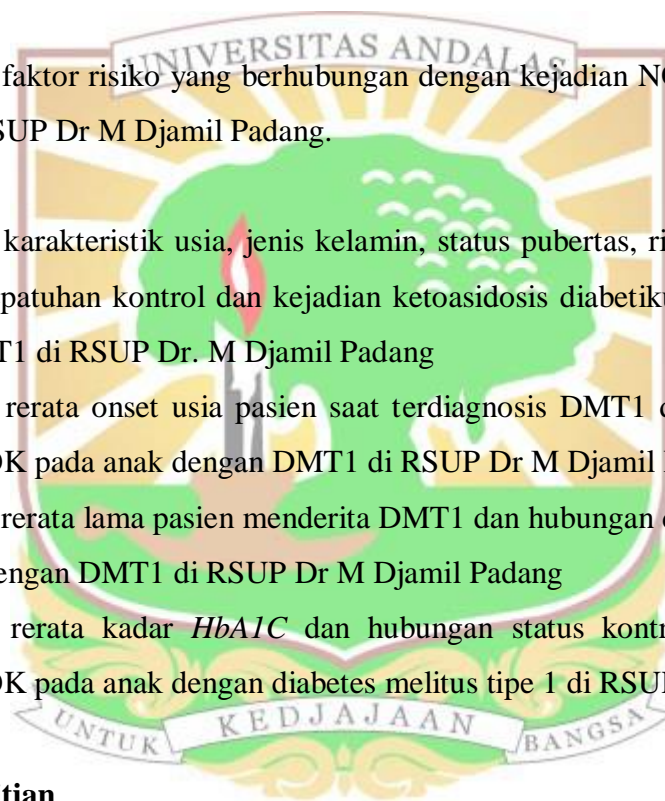 UNIVERSITAS ANDALAS
faktor risiko yang berhubungan dengan kejadian
SUP Dr M Djamil Padang.
karakteristik usia, jenis kelamin, status pubertas,
patuhan kontrol dan kejadian ketoasidosis
T1 di RSUP Dr. M Djamil Padang
rerata onset usia pasien saat terdiagnosis DMT1
OK pada anak dengan DMT1 di RSUP Dr M Djamil
rerata lama pasien menderita DMT1 dan hubungan
engan DMT1 di RSUP Dr M Djamil Padang
rerata kadar HbA1C dan hubungan status
OK pada anak dengan diabetes melitus tipe 1 di
UNTUK KEDJAJAAN BANGSA
tian